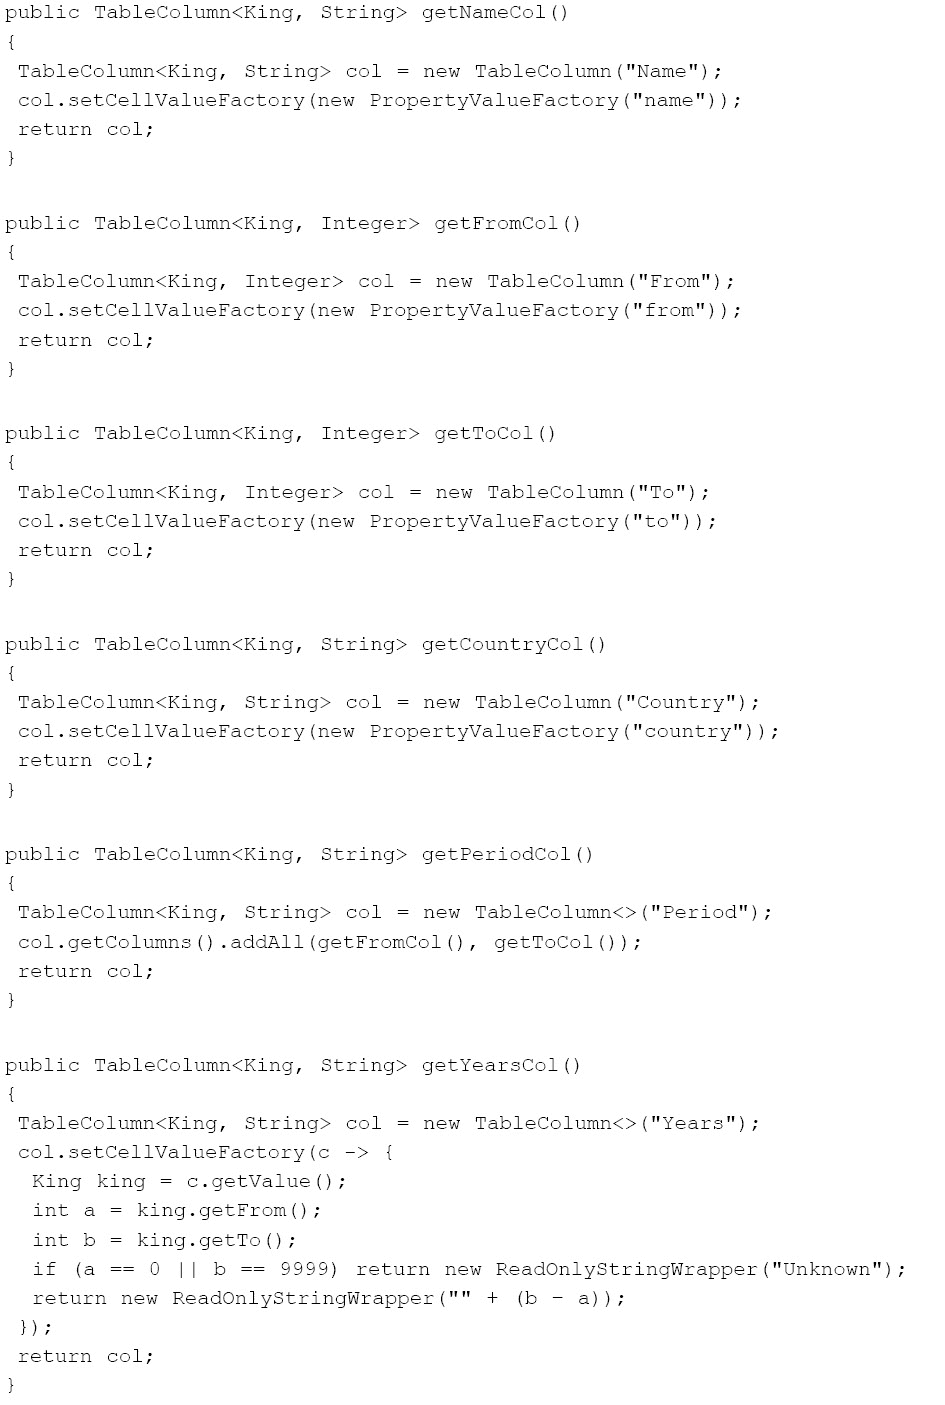 public TableColumn<King, String> getNameCol()
{
 TableColumn<King, String> col = new TableColumn("Name");
 col.setCellValueFactory(new PropertyValueFactory("name"));
 return col;
}

public TableColumn<King, Integer> getFromCol()
{
 TableColumn<King, Integer> col = new TableColumn("From");
 col.setCellValueFactory(new PropertyValueFactory("from"));
 return col;
}

public TableColumn<King, Integer> getToCol()
{
 TableColumn<King, Integer> col = new TableColumn("To");
 col.setCellValueFactory(new PropertyValueFactory("to"));
 return col;
}

public TableColumn<King, String> getCountryCol()
{
 TableColumn<King, String> col = new TableColumn("Country");
 col.setCellValueFactory(new PropertyValueFactory("country"));
 return col;
}

public TableColumn<King, String> getPeriodCol()
{
 TableColumn<King, String> col = new TableColumn<>("Period");
 col.getColumns().addAll(getFromCol(), getToCol());
 return col;
}

public TableColumn<King, String> getYearsCol()
{
 TableColumn<King, String> col = new TableColumn<>("Years");
 col.setCellValueFactory(c -> {
  King king = c.getValue();
  int a = king.getFrom();
  int b = king.getTo();
  if (a == 0 || b == 9999) return new ReadOnlyStringWrapper("Unknown");
  return new ReadOnlyStringWrapper("" + (b - a));
 });
 return col;
}